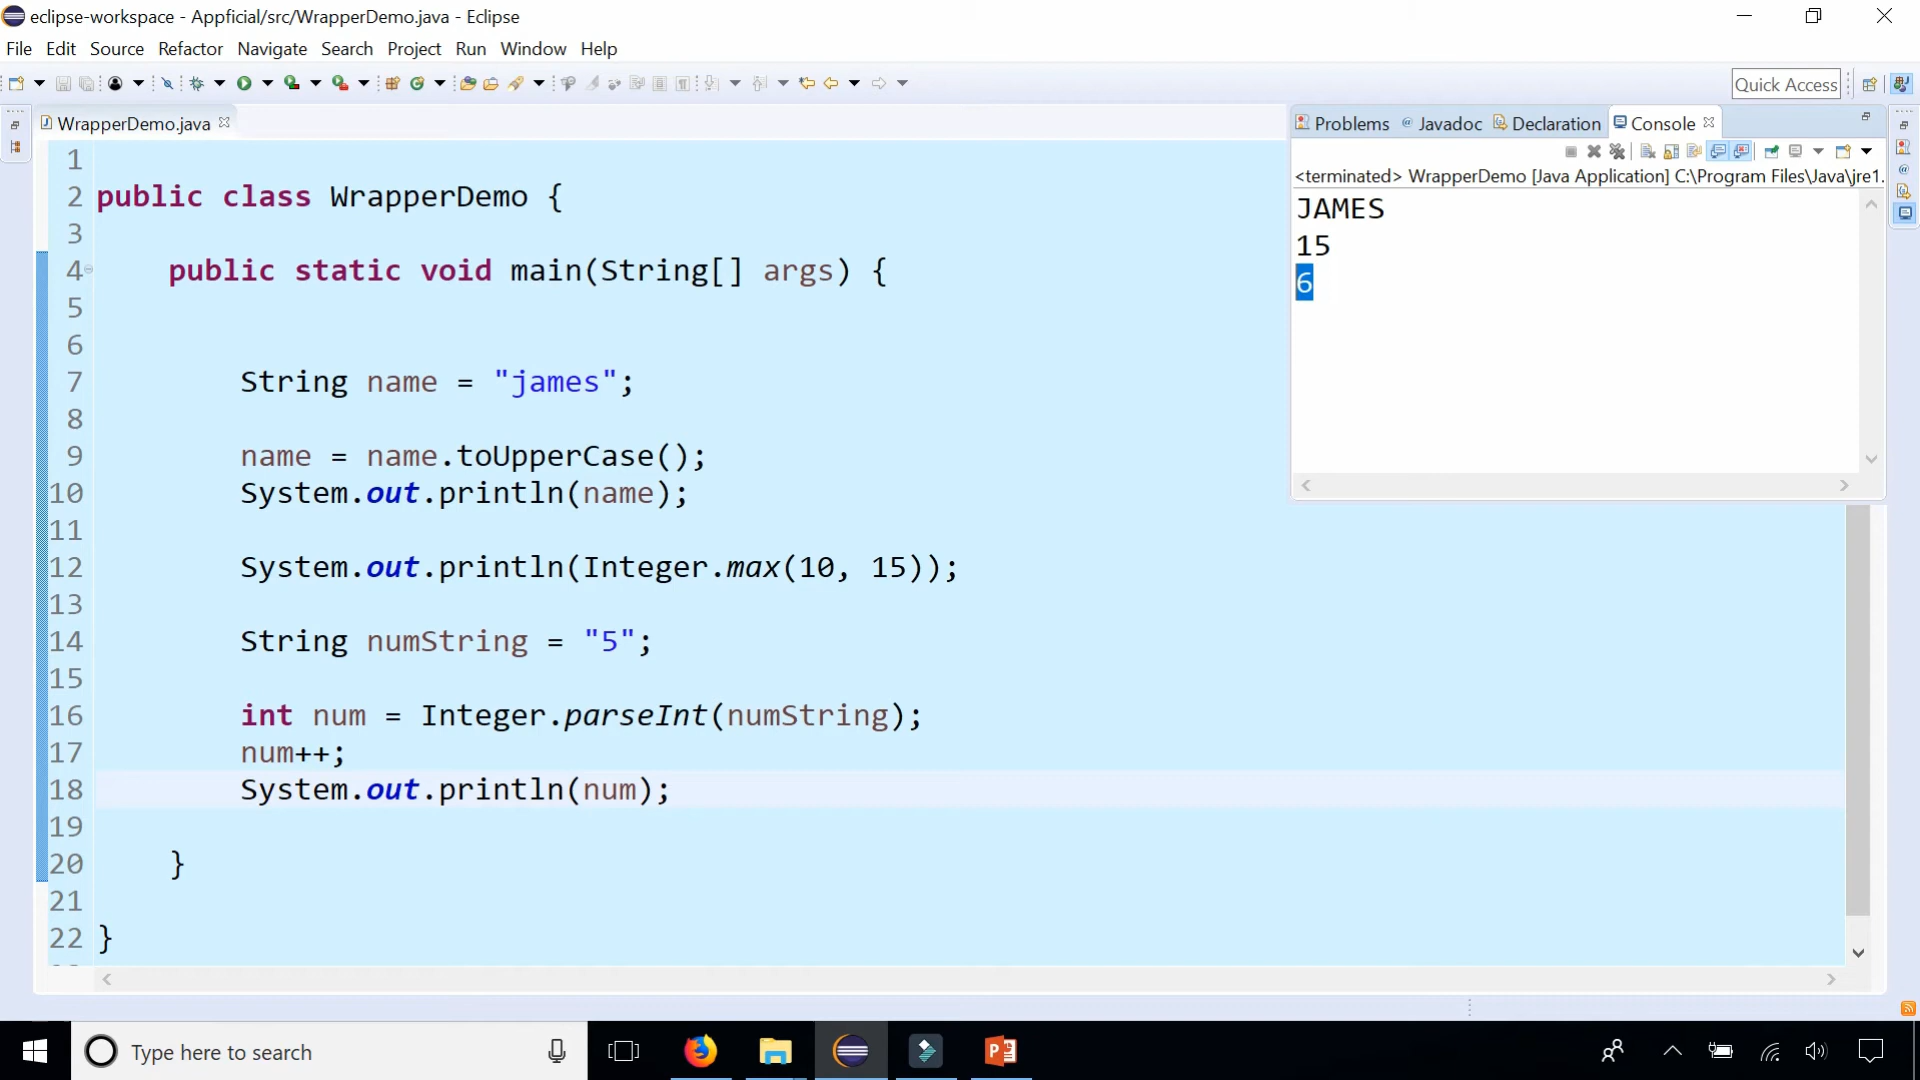 eclipse-workspace - Appficial/src/WrapperDemo.java - Eclipse
File Edit Source Refactor Navigate Search Project Run Window Help
Quick Access
WrapperDemo.java
1
2 public class WrapperDemo {
3
4     public static void main(String[] args) {
5
6
7         String name = "james";
8
9         name = name.toUpperCase();
10         System.out.println(name);
11
12         System.out.println(Integer.max(10, 15));
13
14         String numString = "5";
15
16         int num = Integer.parseInt(numString);
17         num++;
18         System.out.println(num);
19
20     }
21
22 }
Problems Javadoc Declaration Console
<terminated> WrapperDemo [Java Application] C:\Program Files\Java\jre1.
JAMES
15
6
Type here to search